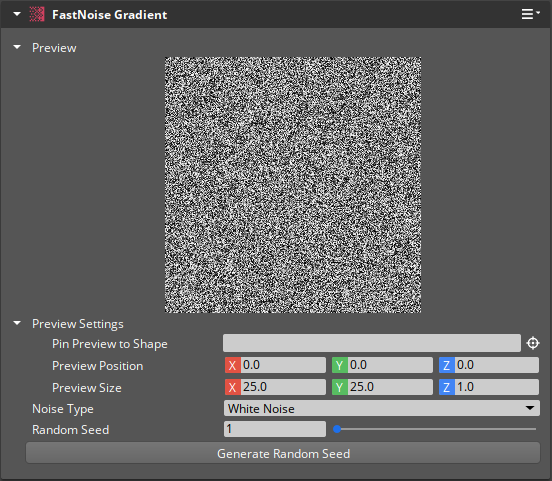 FastNoise Gradient
Preview
Preview Settings
Pin Preview to Shape
Preview Position X 0.0 Y 0.0 Z 0.0
Preview Size X 25.0 Y 25.0 Z 1.0
Noise Type White Noise
Random Seed 1
Generate Random Seed